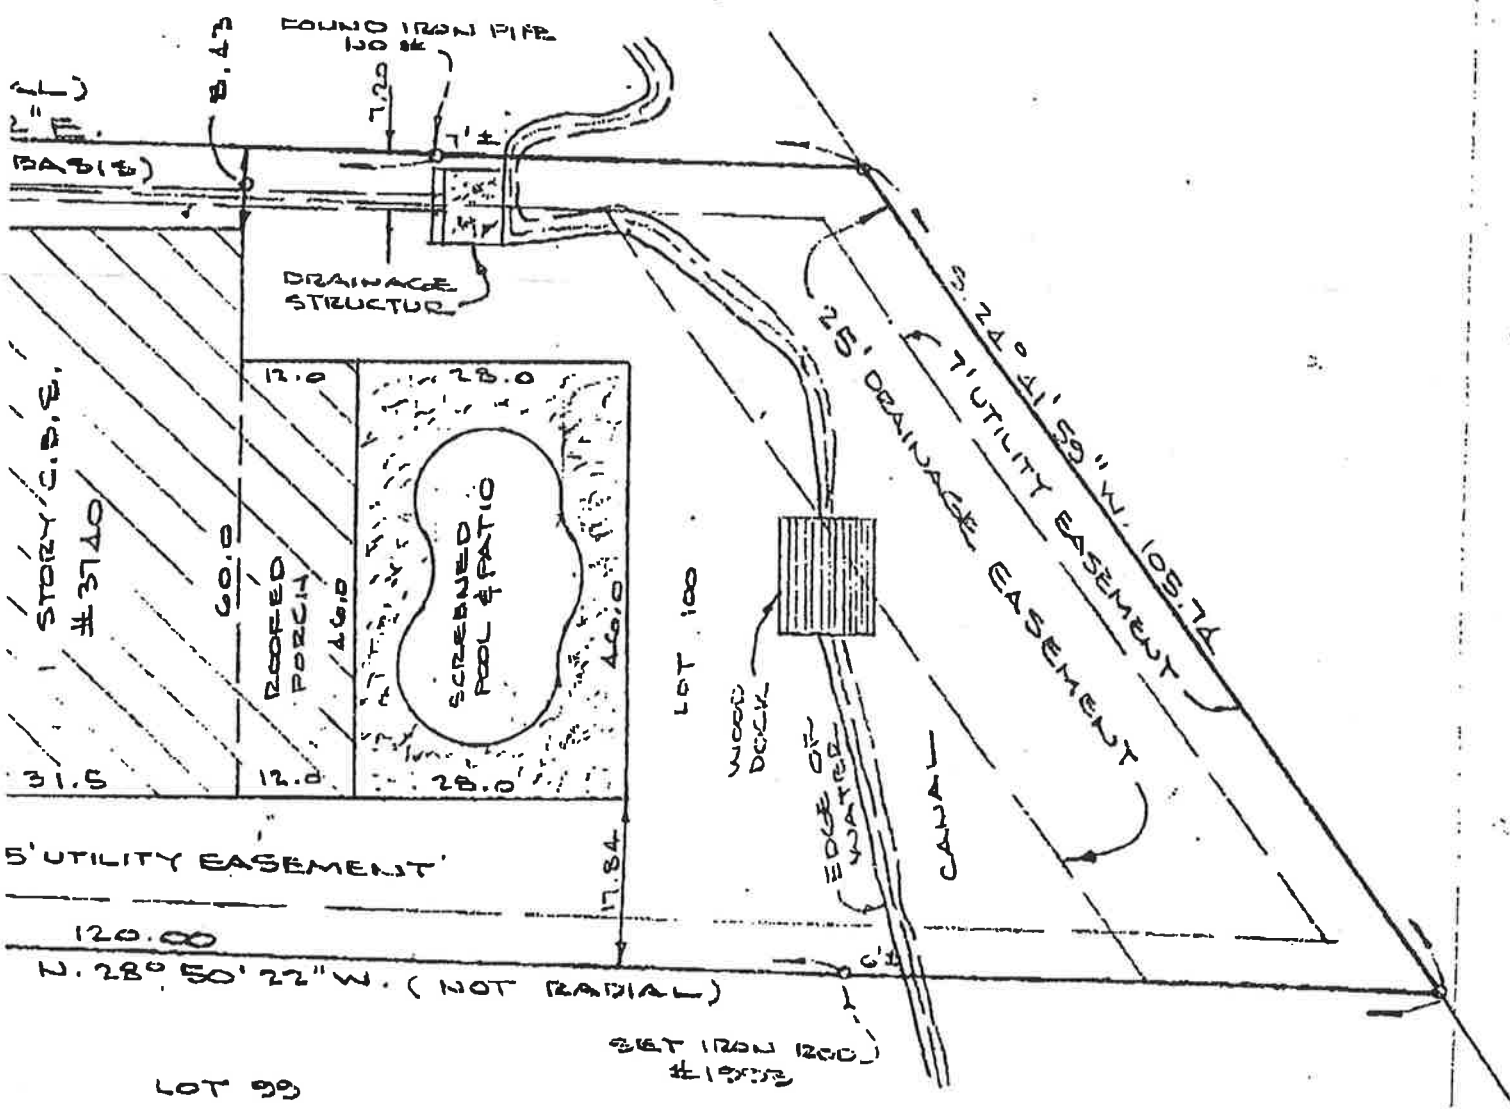 FOUND IRON PIPE
NO #
8.43
7.20
7'±
2" E.
BASIS)
DRAINAGE
STRUCTUR
12.0
28.0
STORY C.B.S.
#3740
60.0
ROOFED
PORCH
46.0
SCREENED
POOL & PATIO
46.0
LOT 100
WOOD
DOCK
EDGE OF
WATER
CANAL
25' DRAINAGE EASEMENT
7' UTILITY EASEMENT
S. 24° 41' 59" W. 105.74
31.5
12.0
28.0
17.84
5' UTILITY EASEMENT
120.00
N. 28° 50' 22" W. (NOT RADIAL)
6'±
SET IRON ROD
LOT 99